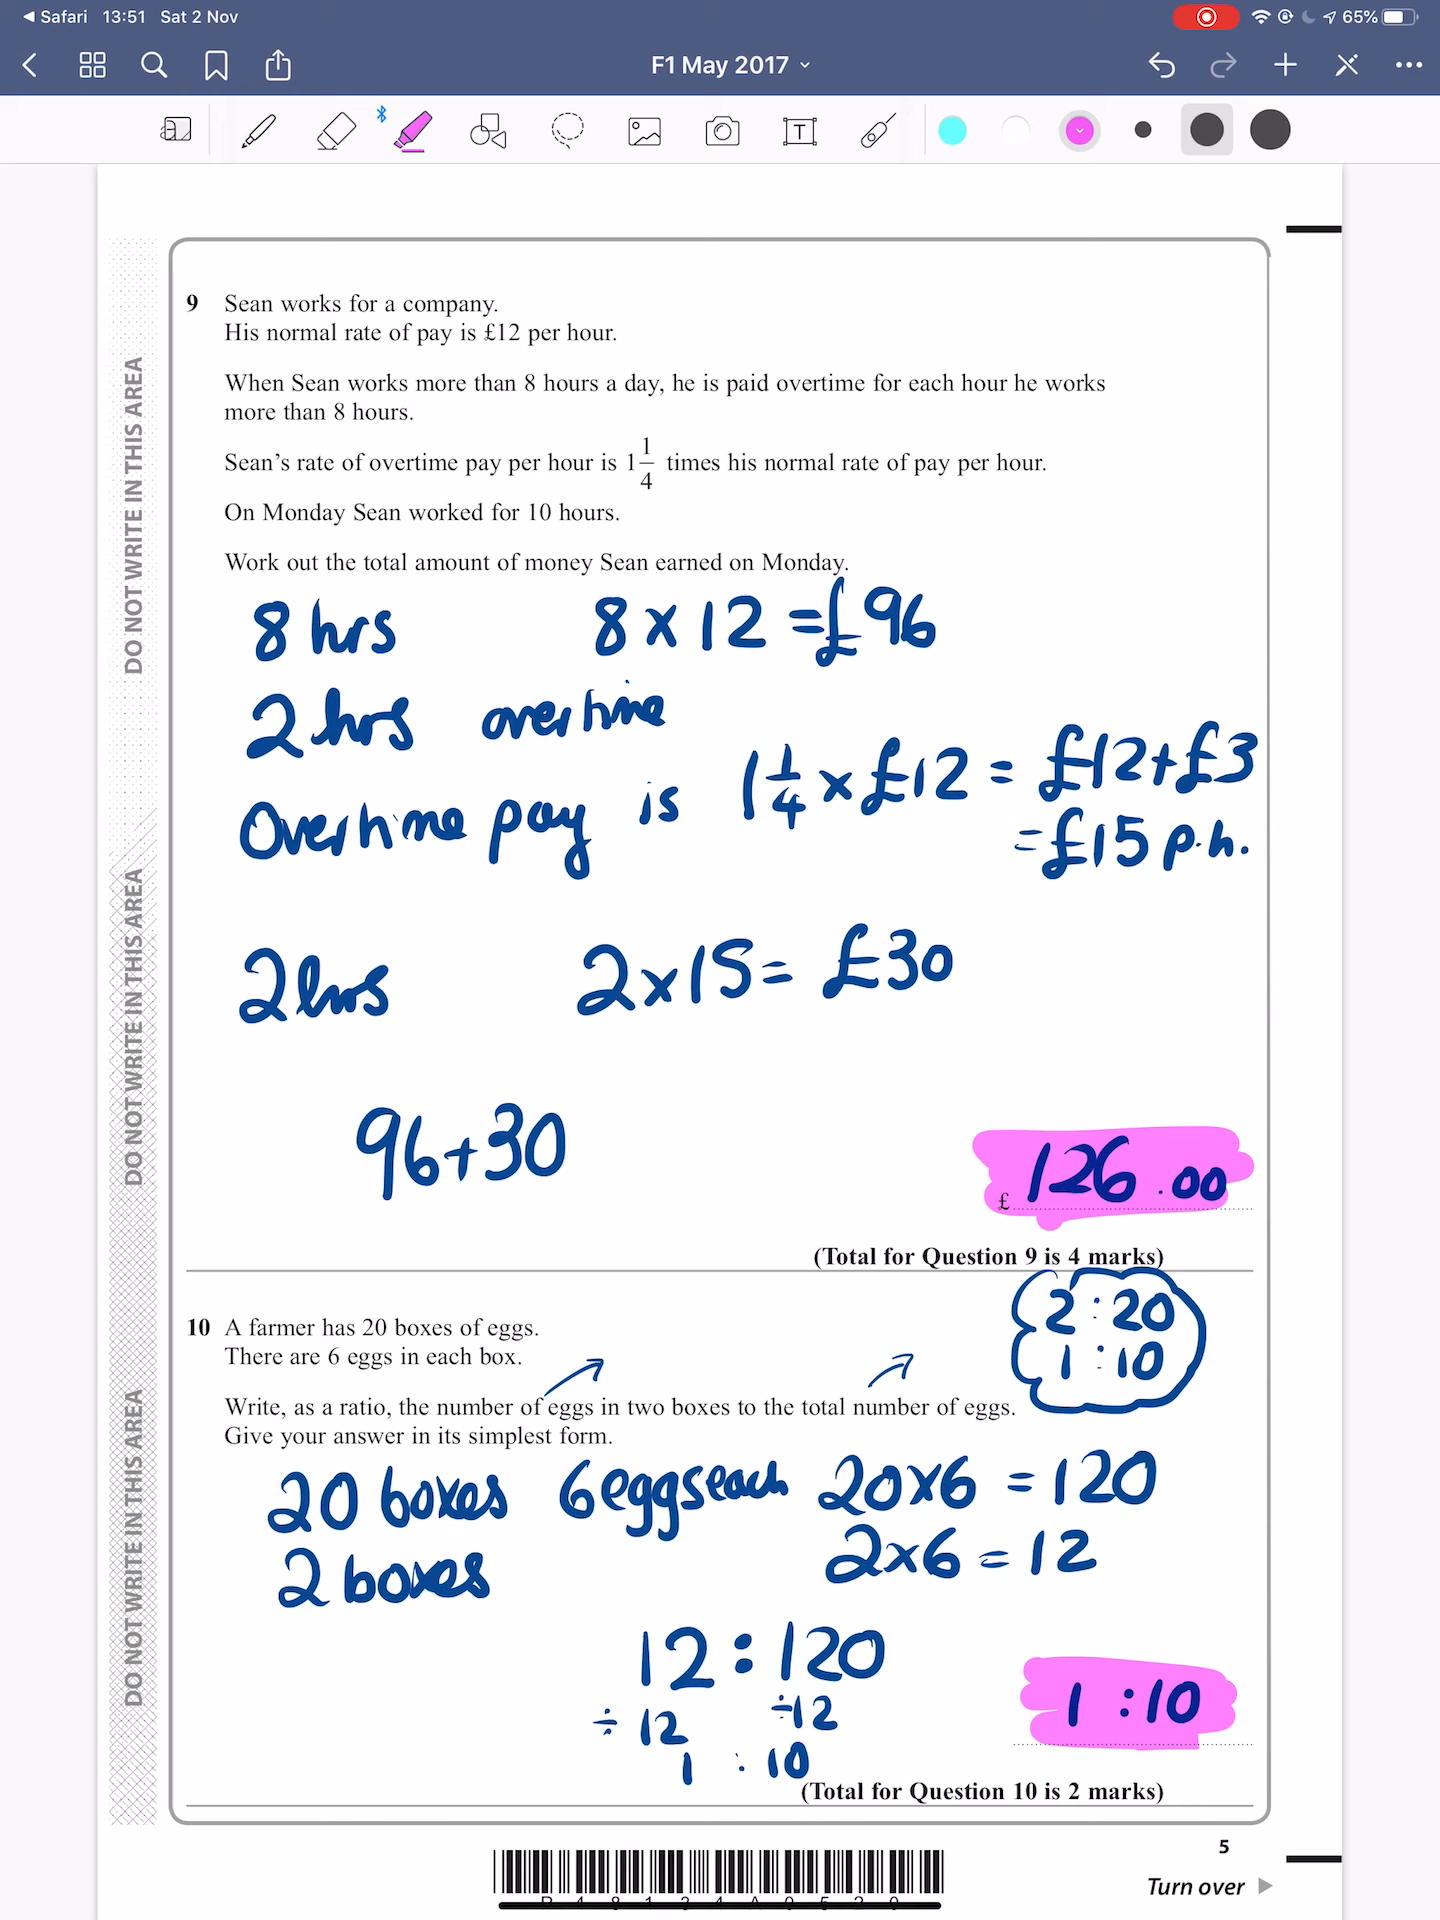 Safari 13:51 Sat 2 Nov 65%
F1 May 2017
DO NOT WRITE IN THIS AREA
DO NOT WRITE IN THIS AREA
DO NOT WRITE IN THIS AREA
9 Sean works for a company.
His normal rate of pay is £12 per hour.
When Sean works more than 8 hours a day, he is paid overtime for each hour he works
more than 8 hours.
Sean's rate of overtime pay per hour is 1 1/4 times his normal rate of pay per hour.
On Monday Sean worked for 10 hours.
Work out the total amount of money Sean earned on Monday.
8 hrs 8 × 12 = £96
2 hrs overtime
Overtime pay is 1 1/4 × £12 = £12+£3
= £15 p.h.
2 hrs 2×15 = £30
96+30
£ 126.00
(Total for Question 9 is 4 marks)
2 : 20
1 : 10
10 A farmer has 20 boxes of eggs.
There are 6 eggs in each box.
Write, as a ratio, the number of eggs in two boxes to the total number of eggs.
Give your answer in its simplest form.
20 boxes 6 eggs each 20×6 = 120
2 boxes 2×6 = 12
12 : 120
÷ 12 ÷12
1 : 10
1 : 10
(Total for Question 10 is 2 marks)
5
Turn over